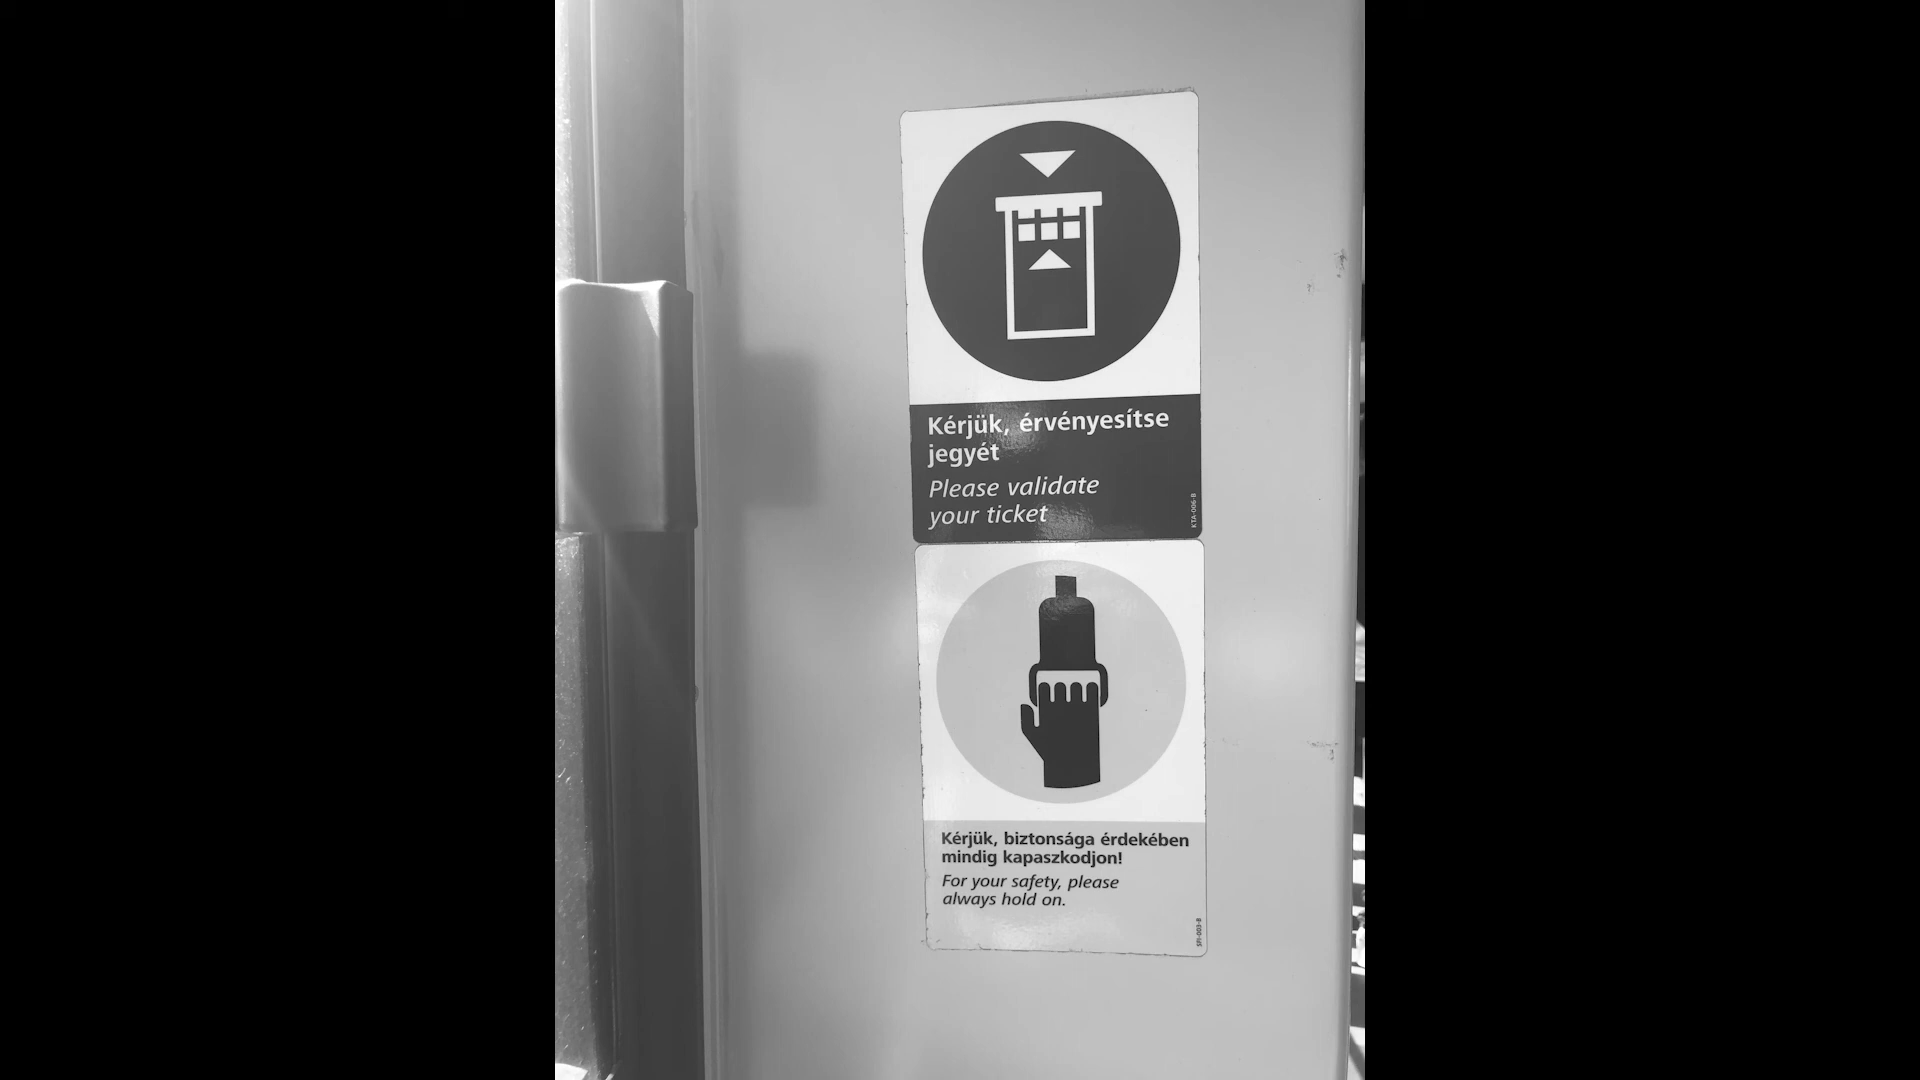 Kérjük, érvényesítse
jegyét
Please validate
your ticket
KTA-006-B
Kérjük, biztonsága érdekében
mindig kapaszkodjon!
For your safety, please
always hold on.
SFI-003-B